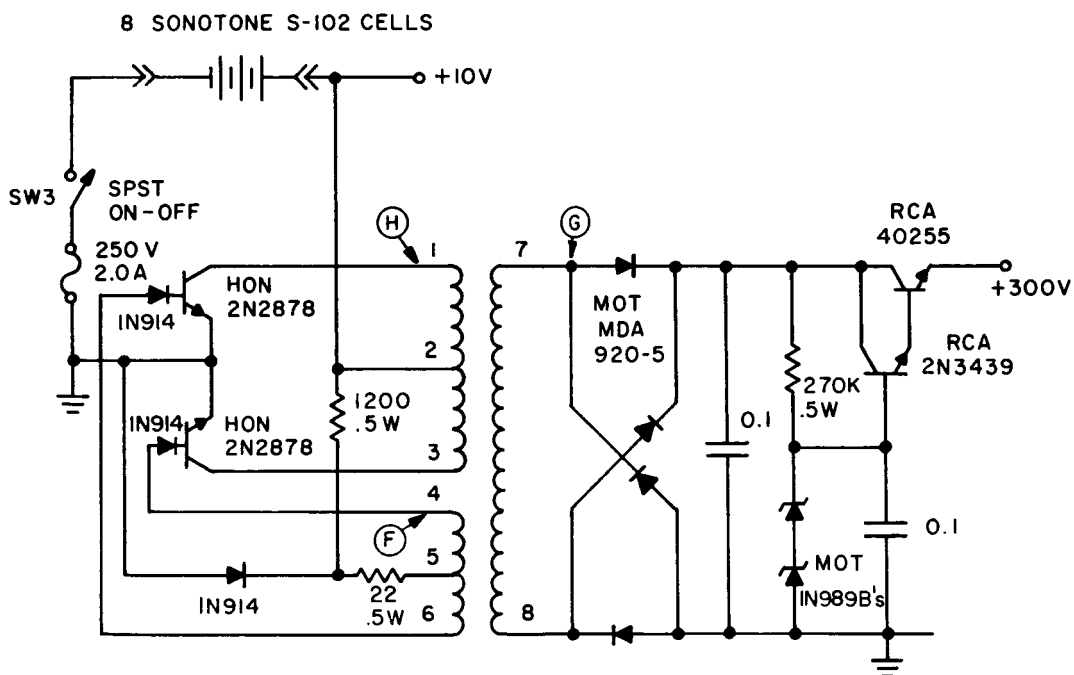 8 SONOTONE S-102 CELLS
+10V
SW3
SPST
ON-OFF
250 V
2.0A
H
1
7
G
RCA
40255
+300V
HON
2N2878
1N914
MOT
MDA
920-5
2
RCA
2N3439
1200
.5W
270K
.5W
1N914
HON
2N2878
0.1
3
4
F
5
0.1
MOT
1N989B's
1N914
22
.5W
6
8